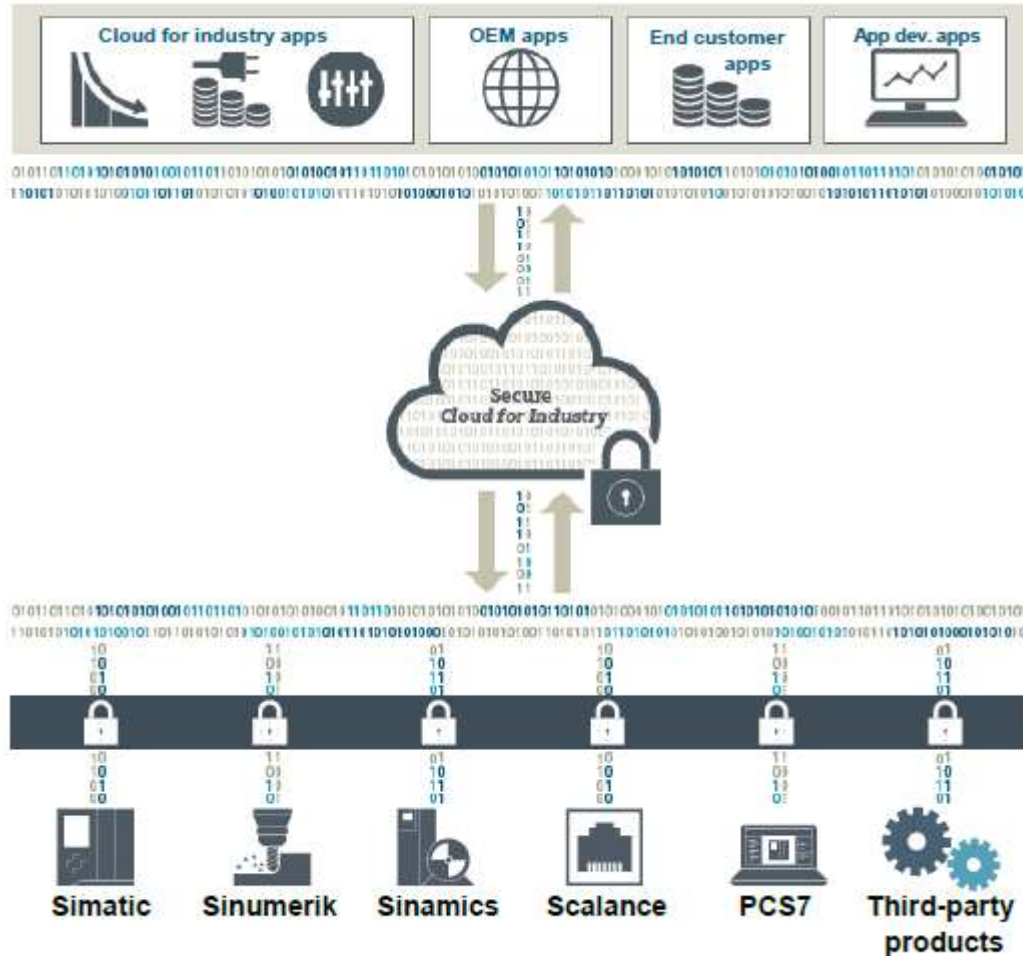 Cloud for industry apps
OEM apps
End customer
apps
App dev. apps
Secure
Cloud for Industry
Simatic
Sinumerik
Sinamics
Scalance
PCS7
Third-party
products